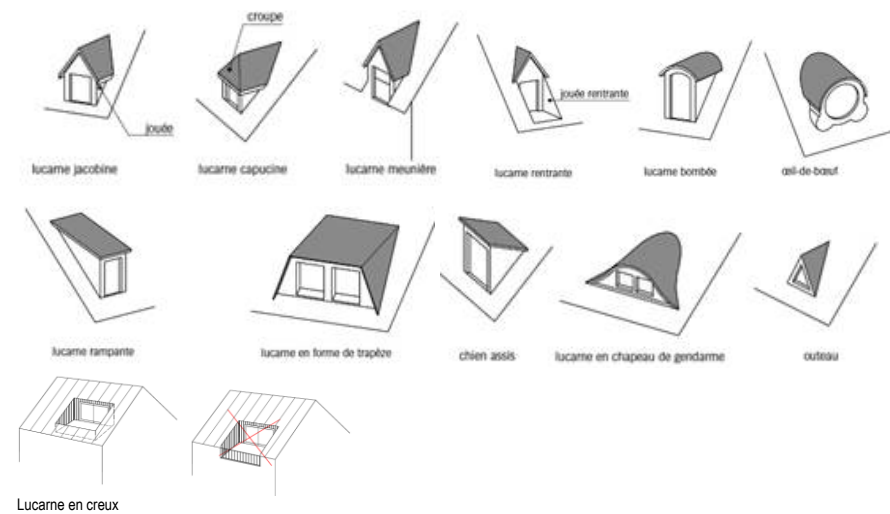 croupe
jouée
jouée rentrante
lucarne jacobine
lucarne capucine
lucarne meunière
lucarne rentrante
lucarne bombée
œil-de-bœuf
lucarne rampante
lucarne en forme de trapèze
chien assis
lucarne en chapeau de gendarme
outeau
Lucarne en creux